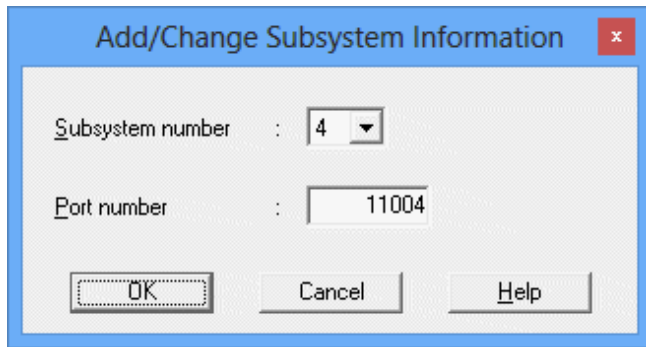 Add/Change Subsystem Information x
Subsystem number : 4
Port number : 11004
OK Cancel Help